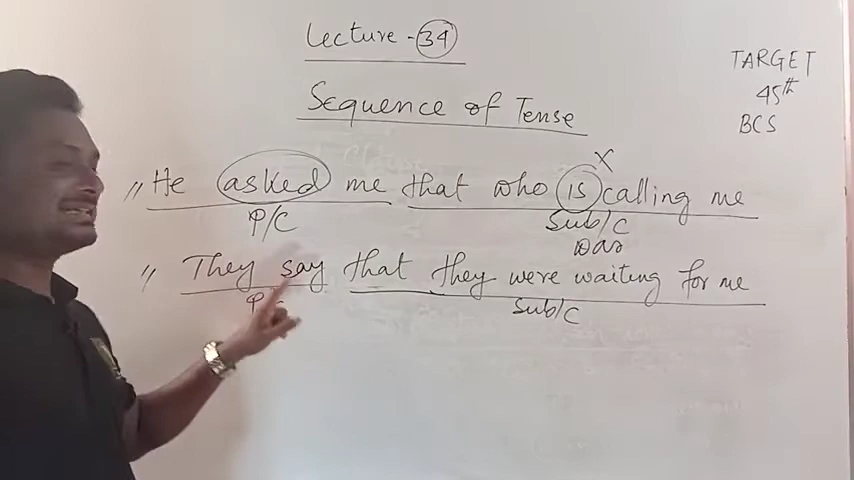 Lecture - 34
TARGET
45th
BCS
Sequence of Tense
X
" He asked me that who is calling me
P/C Sub/C
was
" They say that they were waiting for me
Sub/C